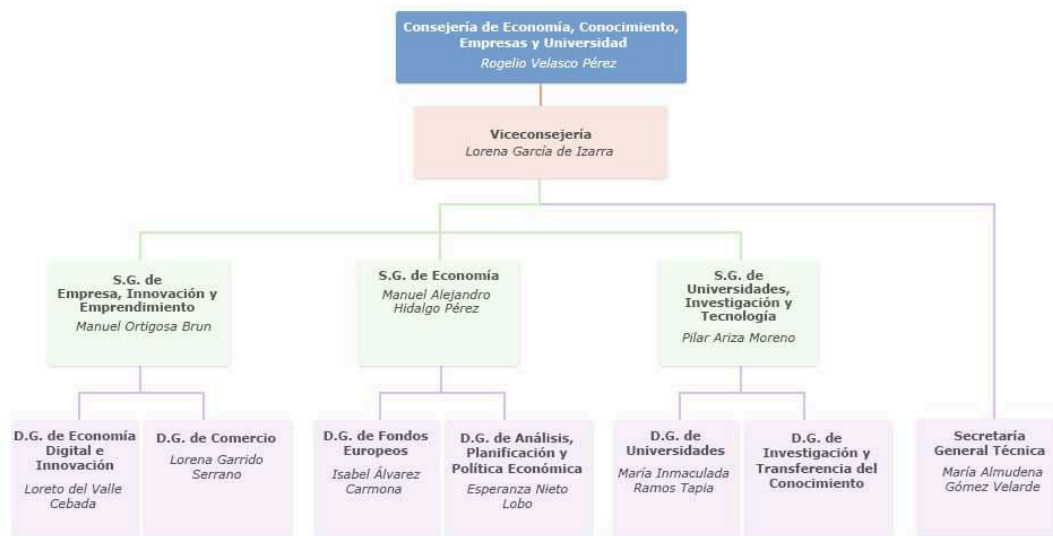 Consejería de Economía, Conocimiento,
Empresas y Universidad
Rogelio Velasco Pérez
Viceconsejería
Lorena García de Izarra
S.G. de
Empresa, Innovación y
Emprendimiento
Manuel Ortigosa Brun
S.G. de Economía
Manuel Alejandro
Hidalgo Pérez
S.G. de
Universidades,
Investigación y
Tecnología
Pilar Ariza Moreno
D.G. de Economía
Digital e
Innovación
Loreto del Valle
Cebada
D.G. de Comercio
Lorena Garrido
Serrano
D.G. de Fondos
Europeos
Isabel Álvarez
Carmona
D.G. de Análisis,
Planificación y
Política Económica
Esperanza Nieto
Lobo
D.G. de
Universidades
María Inmaculada
Ramos Tapia
D.G. de
Investigación y
Transferencia del
Conocimiento
Secretaría
General Técnica
María Almudena
Gómez Velarde